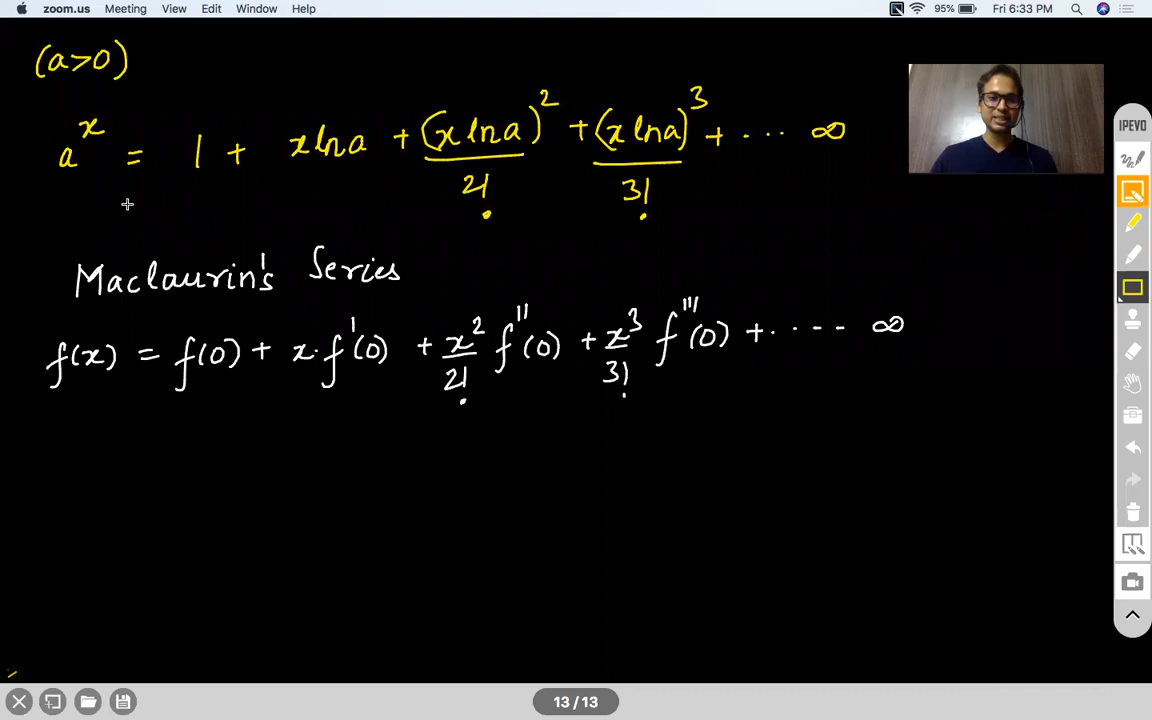 zoom.us Meeting View Edit Window Help 95% Fri 6:33 PM
(a>0)
a^x = 1 + x ln a + (x ln a)^2/2! + (x ln a)^3/3! + ... ∞
IPEVO
Maclaurin's Series
f(x) = f(0) + x·f'(0) + x^2/2! f''(0) + x^3/3! f'''(0) + ..... ∞
13/13